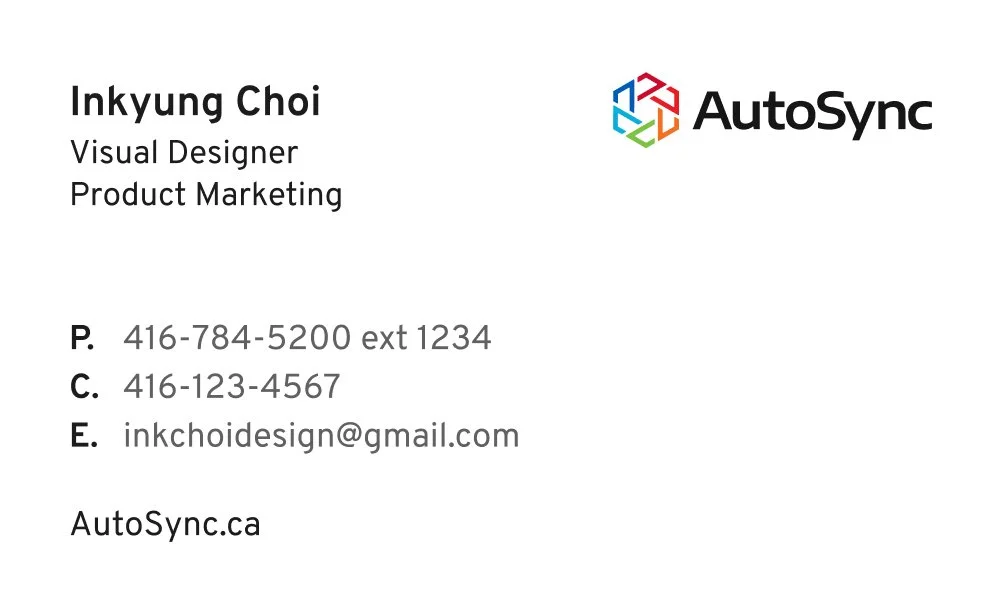 Inkyung Choi
Visual Designer
Product Marketing
AutoSync
P. 416-784-5200 ext 1234
C. 416-123-4567
E. inkchoidesign@gmail.com
AutoSync.ca